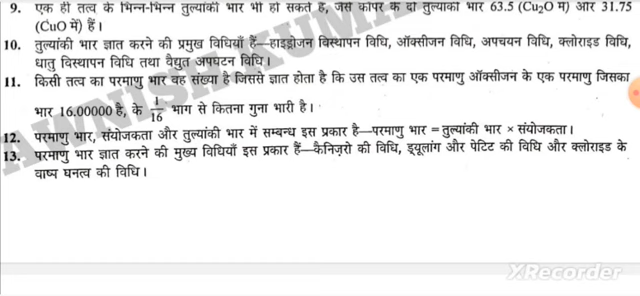 9. एक ही तत्व के भिन्न-भिन्न तुल्यांकी भार भी हो सकते हैं, जैसे कॉपर के दो तुल्यांकी भार 63.5 (Cu₂O में) और 31.75
(CuO में) हैं।
10. तुल्यांकी भार ज्ञात करने की प्रमुख विधियाँ हैं—हाइड्रोजन विस्थापन विधि, ऑक्सीजन विधि, अपचयन विधि, क्लोराइड विधि,
धातु विस्थापन विधि तथा वैद्युत अपघटन विधि।
11. किसी तत्व का परमाणु भार वह संख्या है जिससे ज्ञात होता है कि उस तत्व का एक परमाणु ऑक्सीजन के एक परमाणु जिसका
भार 16.00000 है, के 1/16 भाग से कितना गुना भारी है।
12. परमाणु भार, संयोजकता और तुल्यांकी भार में सम्बन्ध इस प्रकार है—परमाणु भार = तुल्यांकी भार × संयोजकता।
13. परमाणु भार ज्ञात करने की मुख्य विधियाँ इस प्रकार हैं—कैनिज़रो की विधि, ड्यूलांग और पेटिट की विधि और क्लोराइड के
वाष्प घनत्व की विधि।
AWNISH KUMA
XRecorder